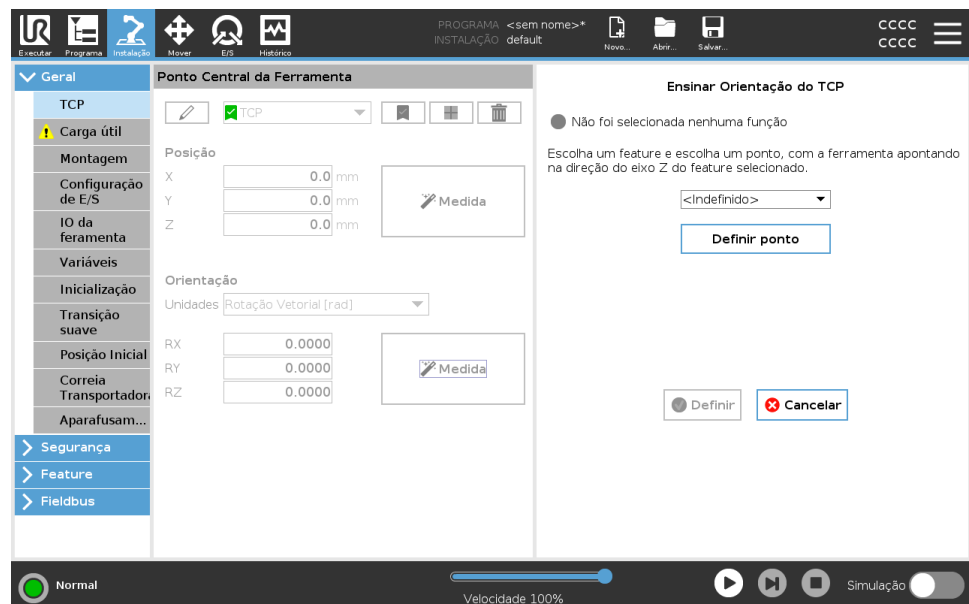 UR
PROGRAMA <sem nome>*
INSTALAÇÃO default
CCCC
CCCC
Executar
Programa
Instalação
Mover
E/S
Histórico
Novo...
Abrir...
Salvar...
Geral
TCP
Carga útil
Montagem
Configuração
de E/S
IO da
feramenta
Variáveis
Inicialização
Transição
suave
Posição Inicial
Correia
Transportadora
Aparafusam...
Segurança
Feature
Fieldbus
Ponto Central da Ferramenta
TCP
Posição
X 0.0 mm
Y 0.0 mm
Z 0.0 mm
Medida
Orientação
Unidades Rotação Vetorial [rad]
RX 0.0000
RY 0.0000
RZ 0.0000
Medida
Ensinar Orientação do TCP
Não foi selecionada nenhuma função
Escolha um feature e escolha um ponto, com a ferramenta apontando
na direção do eixo Z do feature selecionado.
<Indefinido>
Definir ponto
Definir
Cancelar
Normal
Velocidade 100%
Simulação